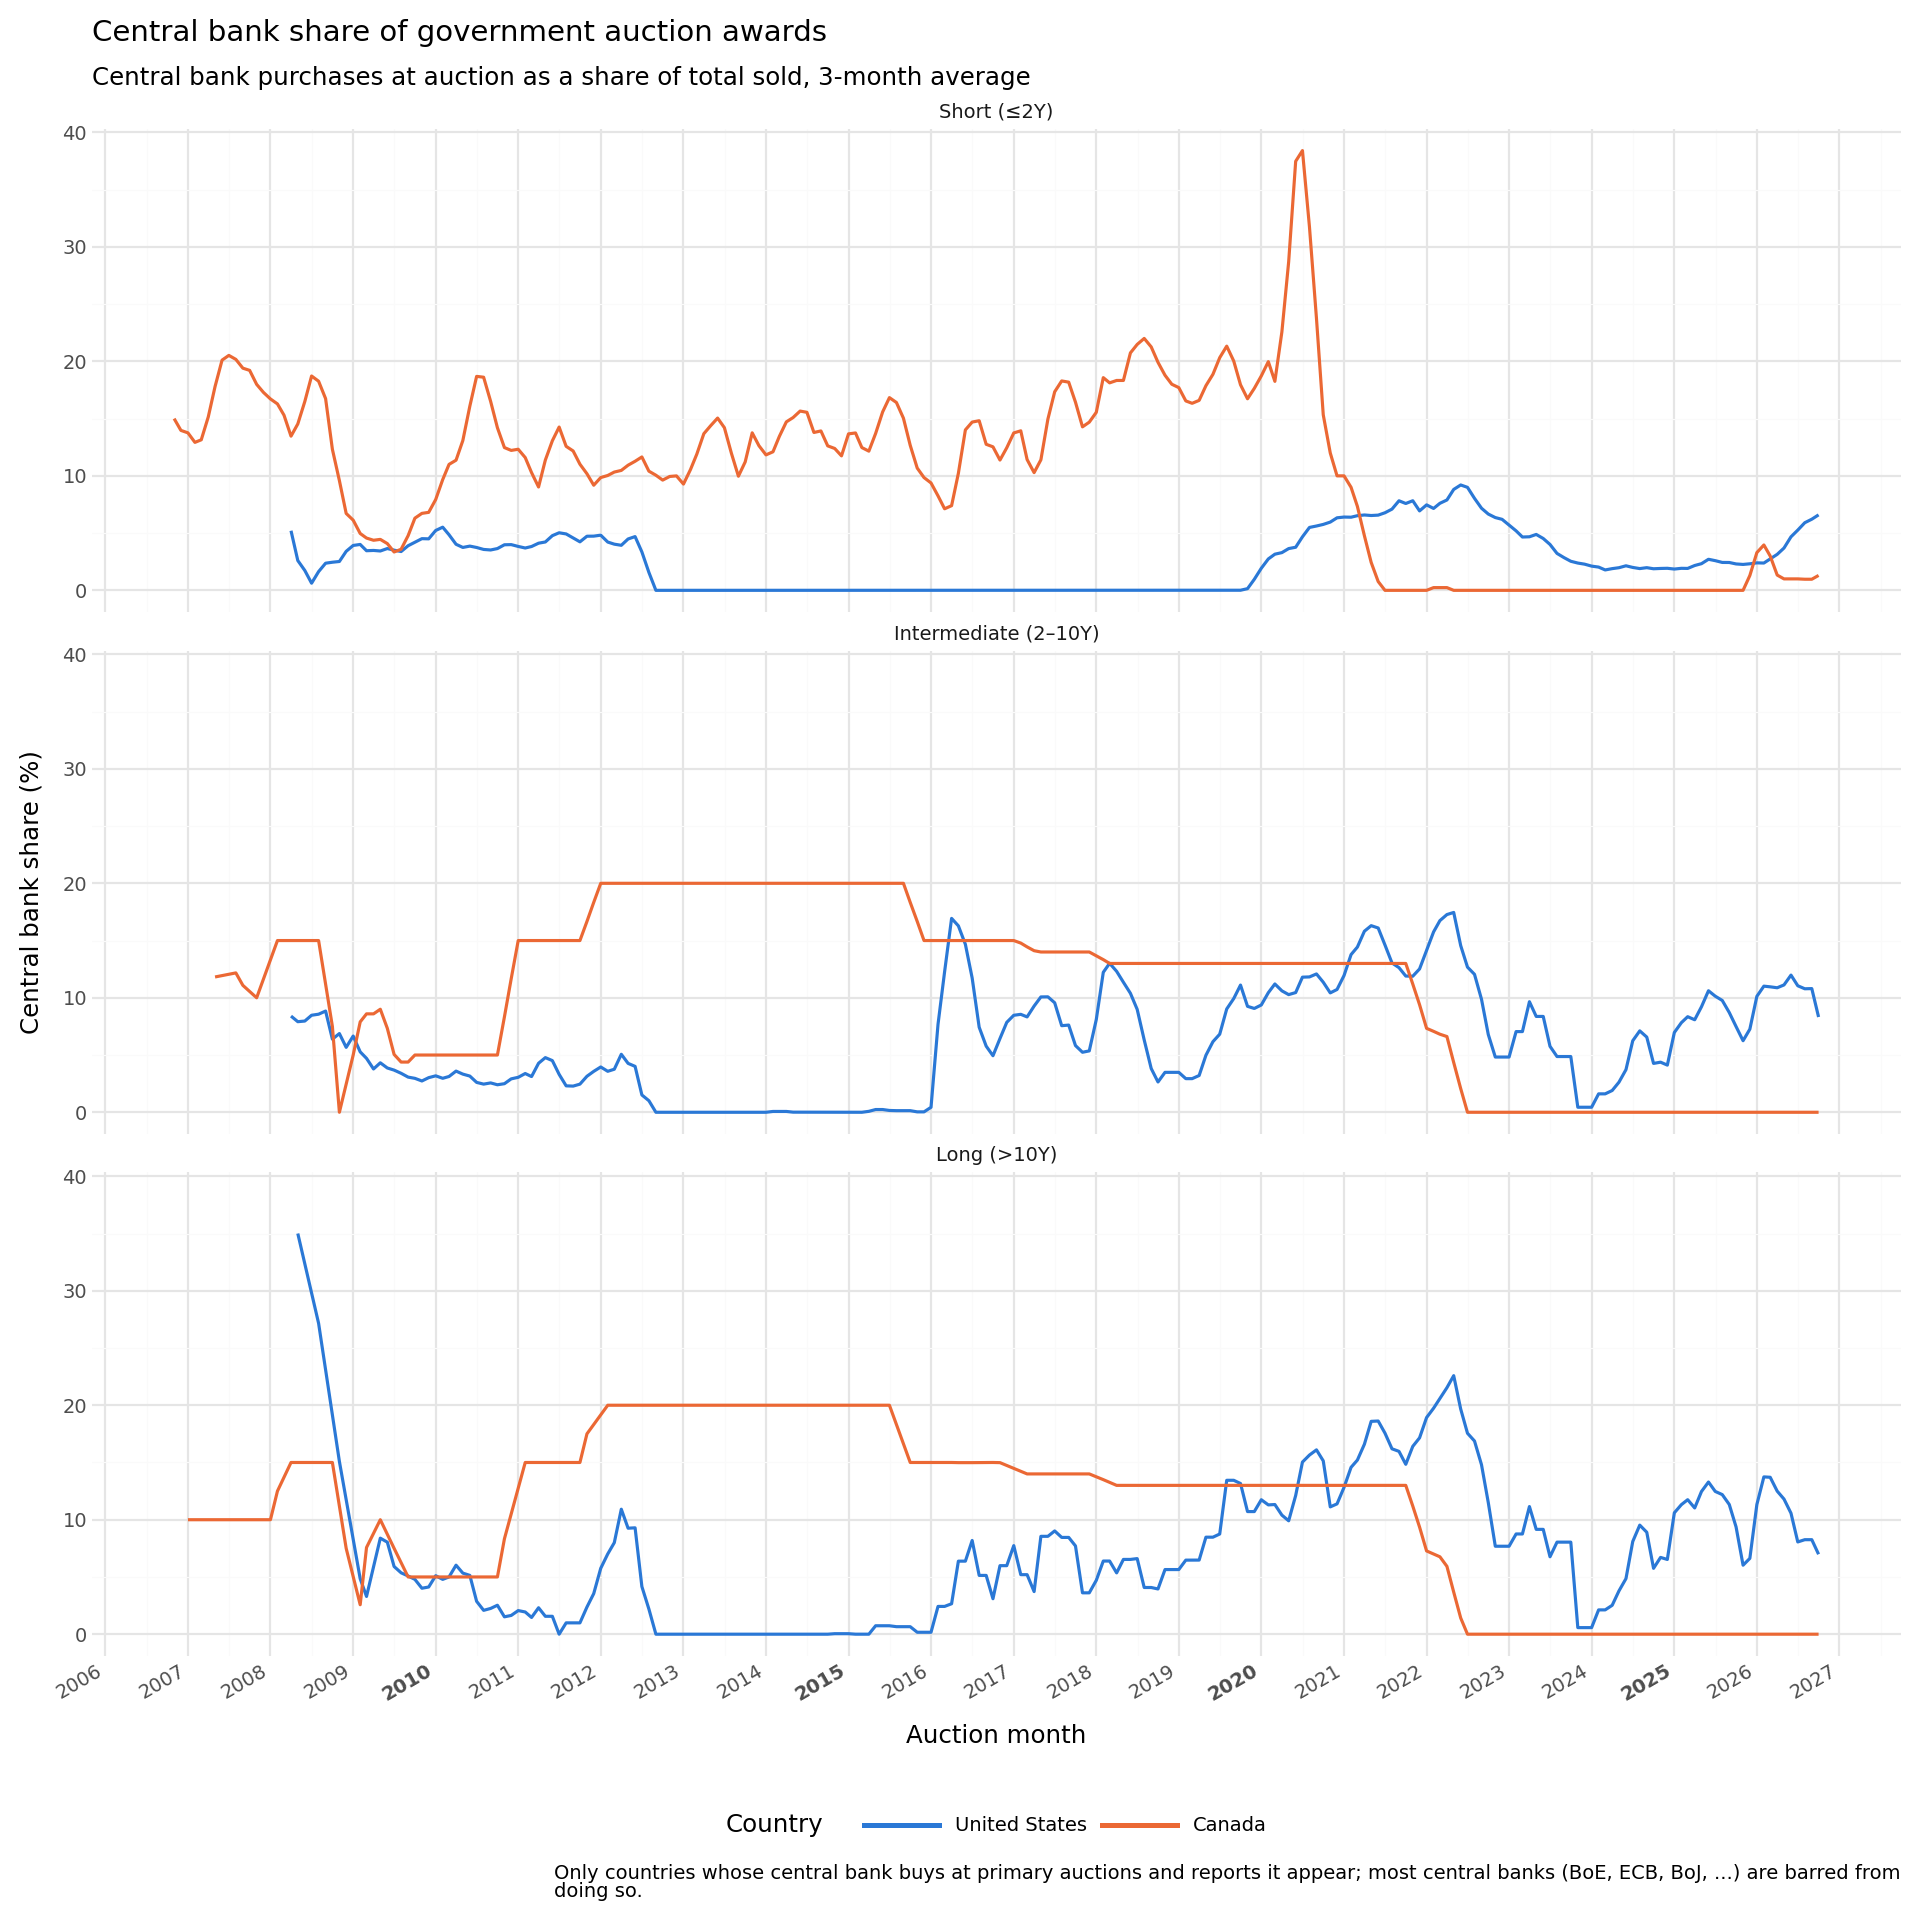 Central bank share of government auction awards
Central bank purchases at auction as a share of total sold, 3-month average
Short (≤2Y)
40
30
20
10
0
Intermediate (2–10Y)
40
30
20
10
0
Central bank share (%)
Long (>10Y)
40
30
20
10
0
2006 2007 2008 2009 2010 2011 2012 2013 2014 2015 2016 2017 2018 2019 2020 2021 2022 2023 2024 2025 2026 2027
Auction month
Country United States Canada
Only countries whose central bank buys at primary auctions and reports it appear; most central banks (BoE, ECB, BoJ, ...) are barred from
doing so.